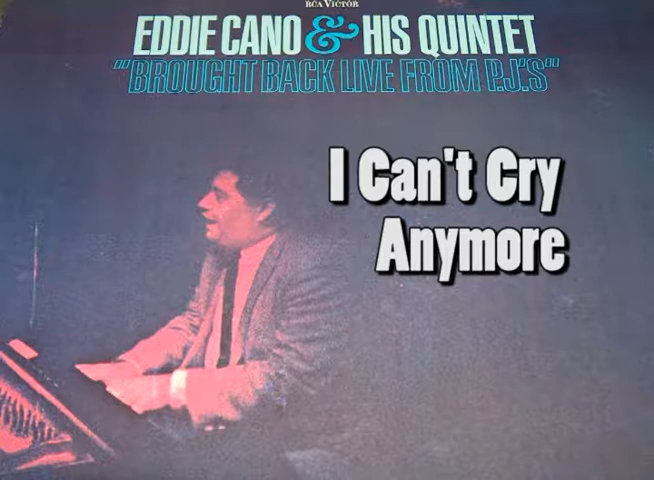 RCA VICTOR
EDDIE CANO & HIS QUINTET
"BROUGHT BACK LIVE FROM P.J.'S"
I Can't Cry
Anymore